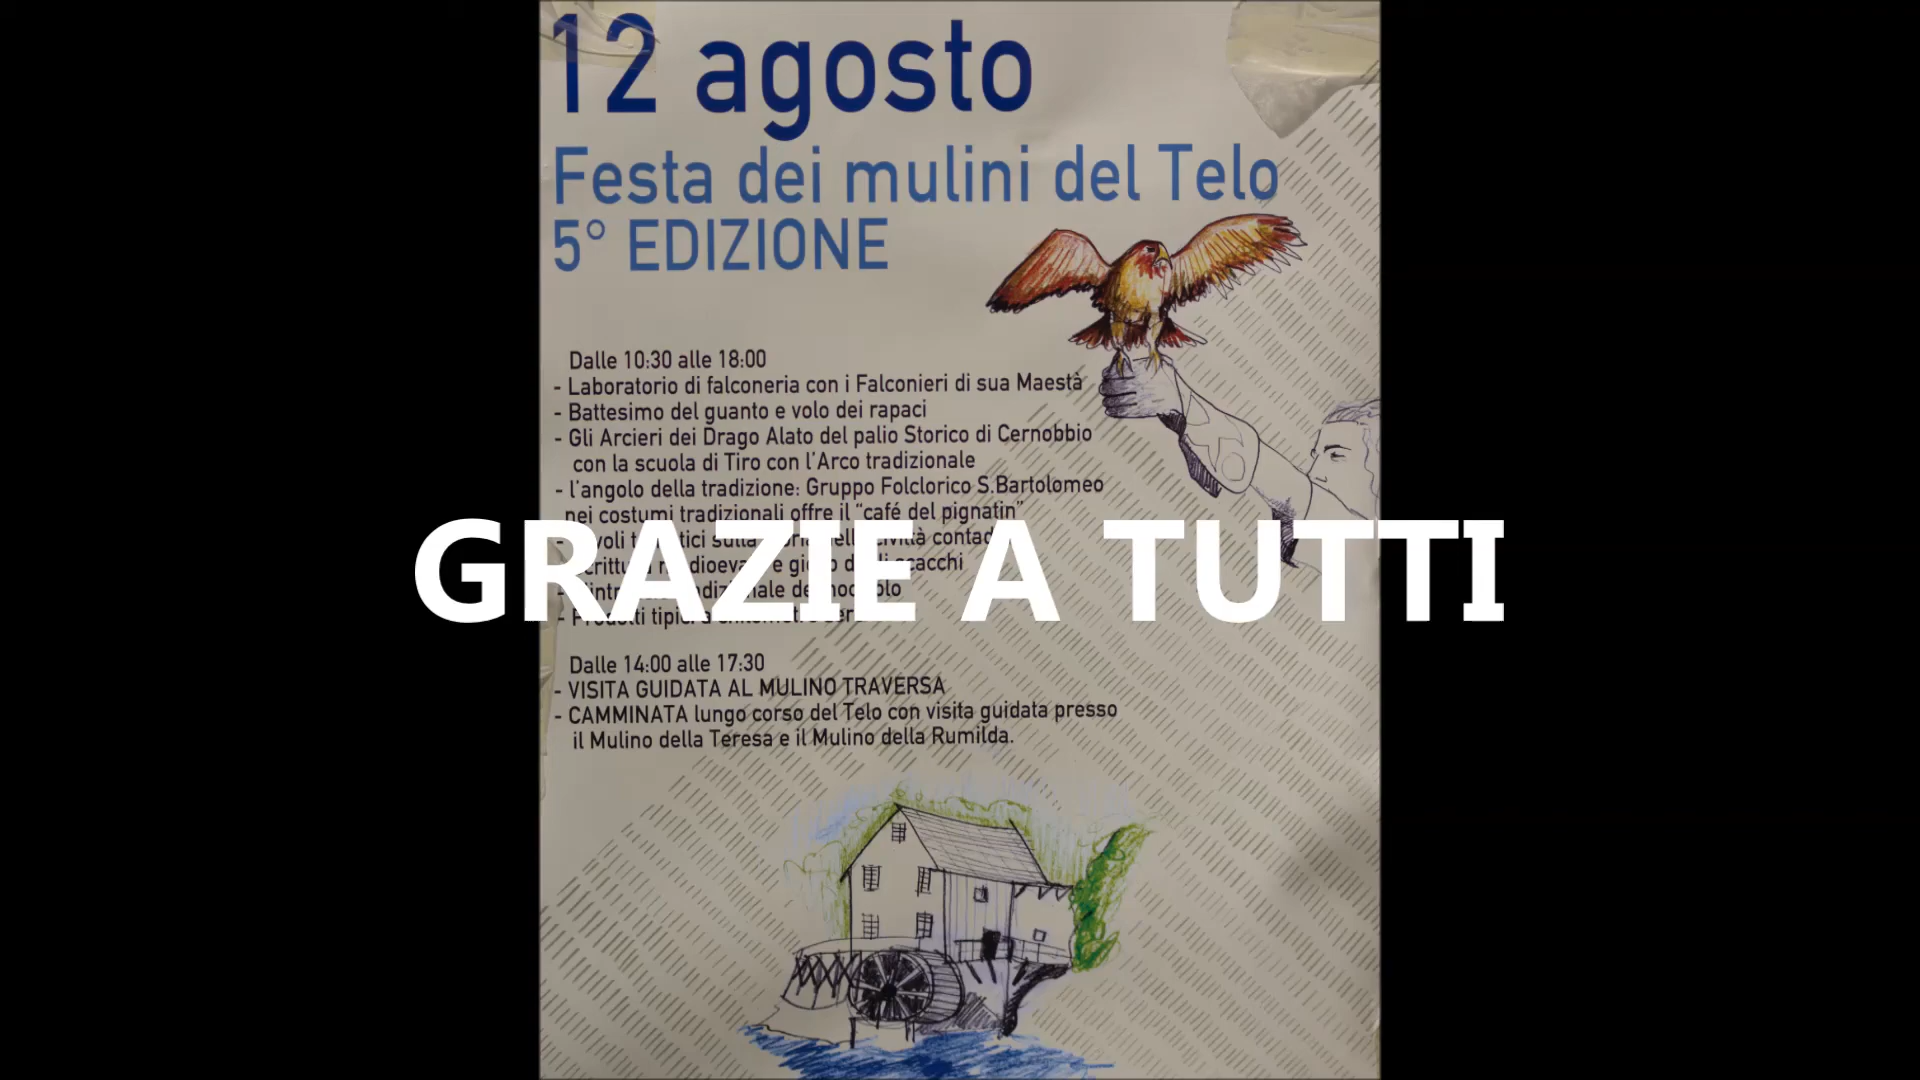 12 agosto
Festa dei mulini del Telo
5° EDIZIONE
Dalle 10:30 alle 18:00
- Laboratorio di falconeria con i Falconieri di sua Maestà
- Battesimo del guanto e volo dei rapaci
- Gli Arcieri dei Drago Alato del palio Storico di Cernobbio
con la scuola di Tiro con l'Arco tradizionale
- l'angolo della tradizione: Gruppo Folclorico S.Bartolomeo
nei costumi tradizionali offre il “café del pignatin”
GRAZIE A TUTTI
Dalle 14:00 alle 17:30
- VISITA GUIDATA AL MULINO TRAVERSA
- CAMMINATA lungo corso del Telo con visita guidata presso
il Mulino della Teresa e il Mulino della Rumilda.